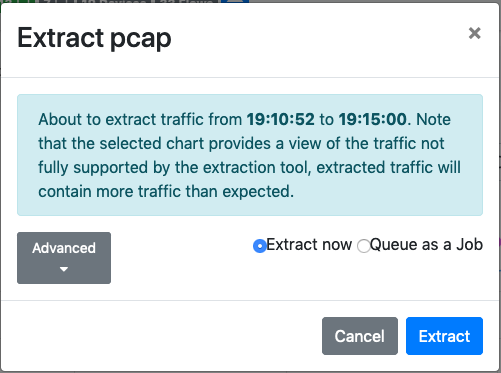 Extract pcap
×
About to extract traffic from 19:10:52 to 19:15:00. Note
that the selected chart provides a view of the traffic not
fully supported by the extraction tool, extracted traffic will
contain more traffic than expected.
Advanced
Extract now Queue as a Job
Cancel Extract